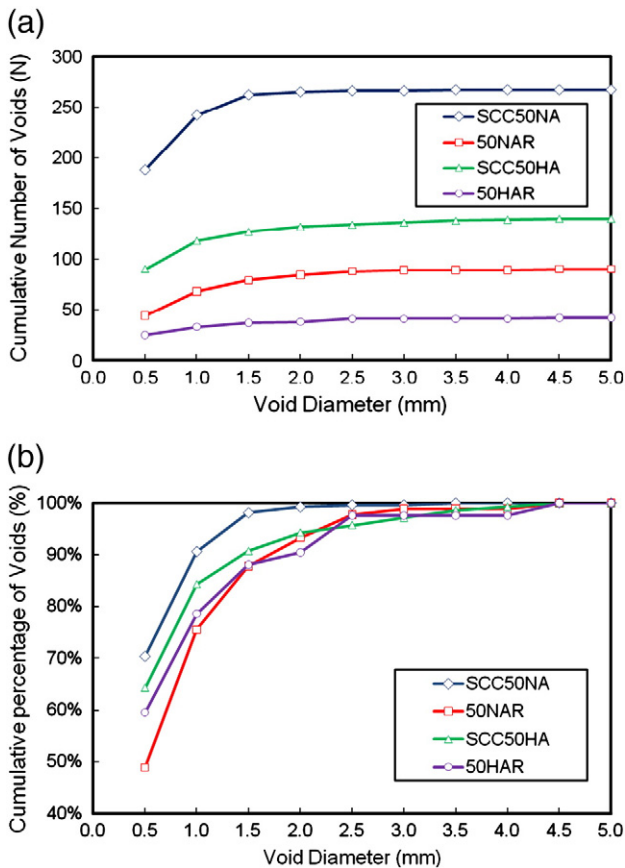 (a)
Cumulative Number of Voids (N)
300
250
200
150
100
50
0
SCC50NA
50NAR
SCC50HA
50HAR
0.0 0.5 1.0 1.5 2.0 2.5 3.0 3.5 4.0 4.5 5.0
Void Diameter (mm)
(b)
Cumulative percentage of Voids (%)
100%
90%
80%
70%
60%
50%
40%
SCC50NA
50NAR
SCC50HA
50HAR
0.0 0.5 1.0 1.5 2.0 2.5 3.0 3.5 4.0 4.5 5.0
Void Diameter (mm)